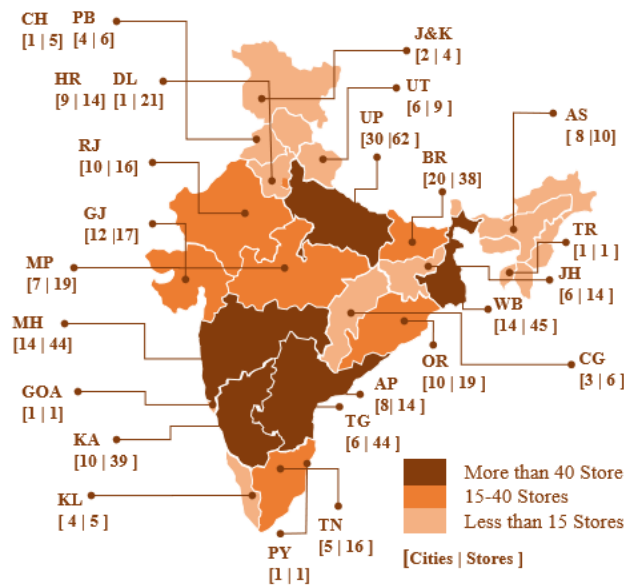 CH PB
[1 | 5] [4 | 6]
J&K
[2 | 4 ]
HR DL
[9 | 14] [1 | 21]
UT
[6 | 9 ]
UP
[30 |62 ]
AS
[ 8 |10]
RJ
[10 | 16]
BR
[20 | 38]
GJ
[12 |17]
TR
[1 | 1 ]
MP
[7 | 19]
JH
[6 | 14 ]
WB
[14 | 45]
MH
[14 | 44]
OR
[10 | 19 ]
CG
[3 | 6 ]
AP
[8| 14 ]
GOA
[1 | 1]
TG
[6 | 44 ]
KA
[10 | 39 ]
More than 40 Store
15-40 Stores
Less than 15 Stores
KL
[ 4 | 5 ]
TN
[5 | 16 ]
PY
[1 | 1 ]
[Cities | Stores ]